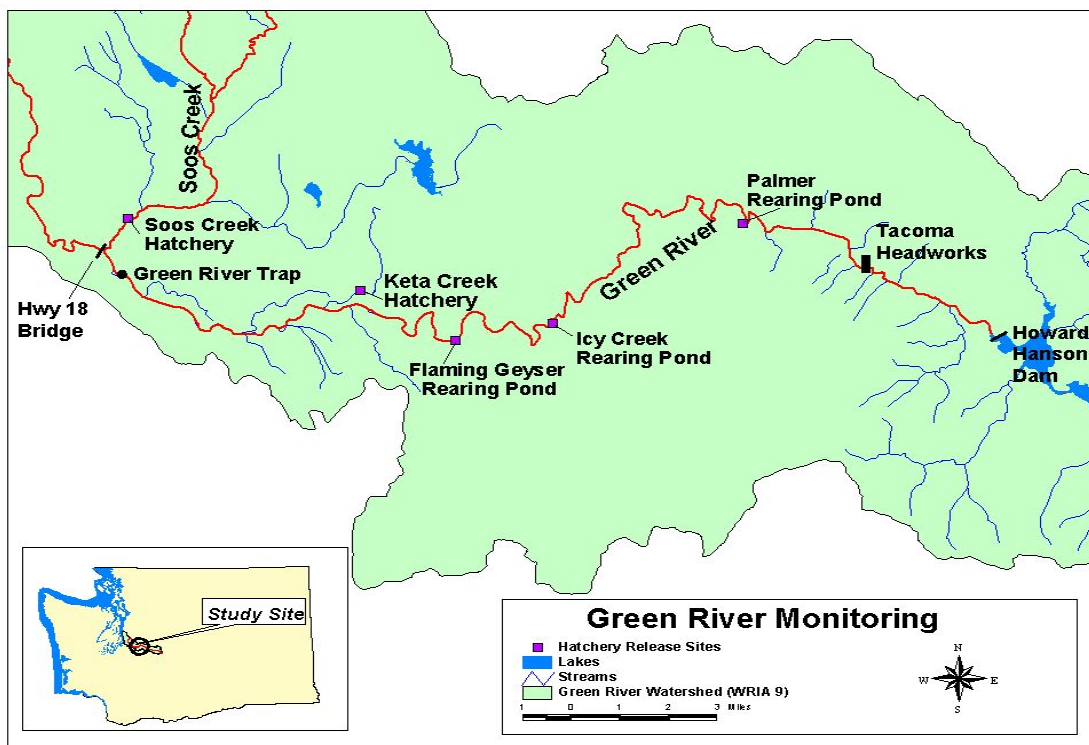 Soos Creek
Soos Creek
Hatchery
Green River Trap
Hwy 18
Bridge
Keta Creek
Hatchery
Flaming Geyser
Rearing Pond
Icy Creek
Rearing Pond
Green River
Palmer
Rearing Pond
Tacoma
Headworks
Howard
Hanson
Dam
Study Site
Green River Monitoring
Hatchery Release Sites
Lakes
Streams
Green River Watershed (WRIA 9)
1 0 1 2 3 Miles
N
W E
S